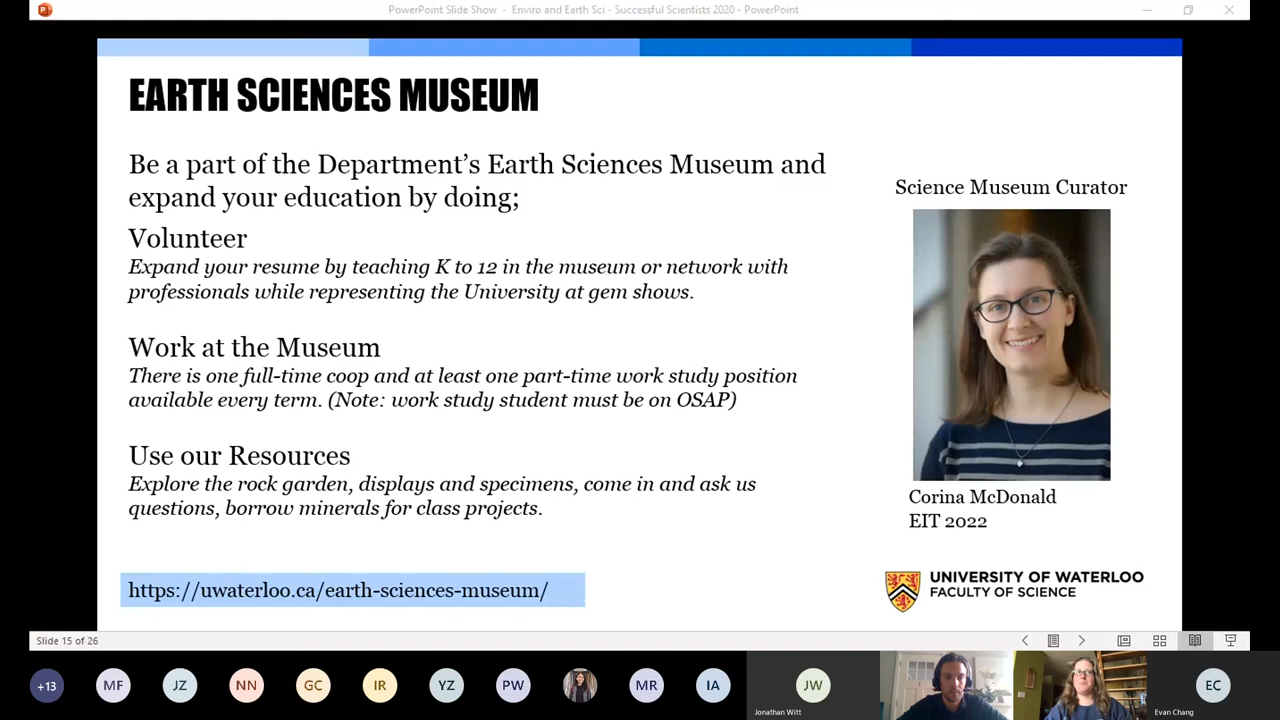 PowerPoint Slide Show - Enviro and Earth Sci - Successful Scientists 2020 - PowerPoint
EARTH SCIENCES MUSEUM
Be a part of the Department's Earth Sciences Museum and
expand your education by doing;
Volunteer
Expand your resume by teaching K to 12 in the museum or network with
professionals while representing the University at gem shows.
Work at the Museum
There is one full-time coop and at least one part-time work study position
available every term. (Note: work study student must be on OSAP)
Use our Resources
Explore the rock garden, displays and specimens, come in and ask us
questions, borrow minerals for class projects.
https://uwaterloo.ca/earth-sciences-museum/
Science Museum Curator
Corina McDonald
EIT 2022
UNIVERSITY OF WATERLOO
FACULTY OF SCIENCE
Slide 15 of 26
+13 MF JZ NN GC IR YZ PW MR IA JW EC
Jonathan Witt
Evan Chang